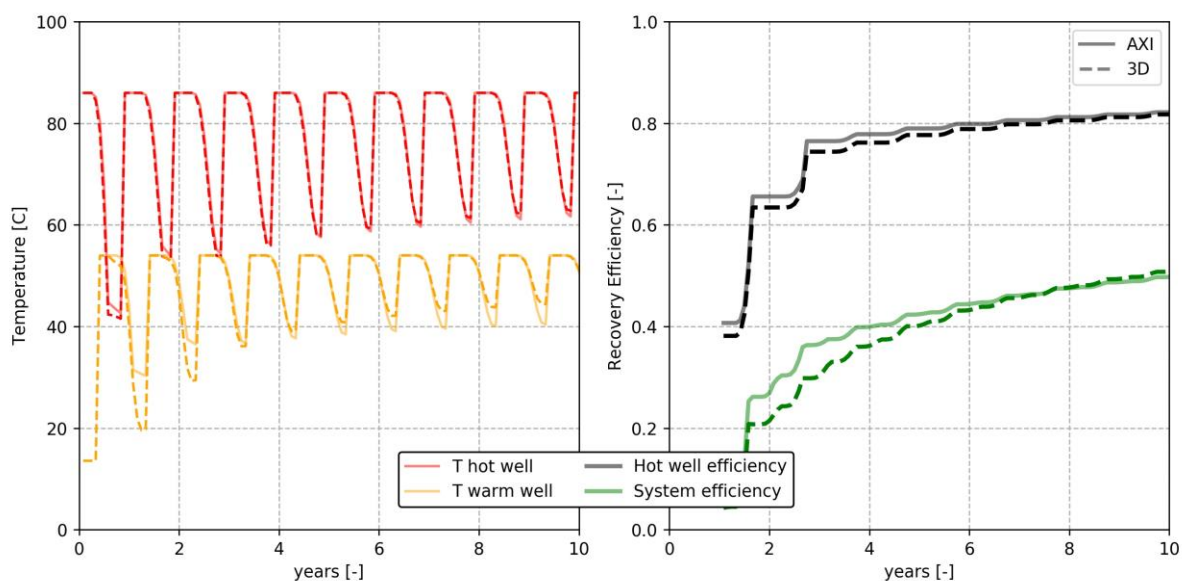 100
80
60
40
20
0
Temperature [C]
0
2
4
6
8
10
years [-]
1.0
0.8
0.6
0.4
0.2
0.0
Recovery Efficiency [-]
0
2
4
6
8
10
years [-]
AXI
3D
T hot well
T warm well
Hot well efficiency
System efficiency